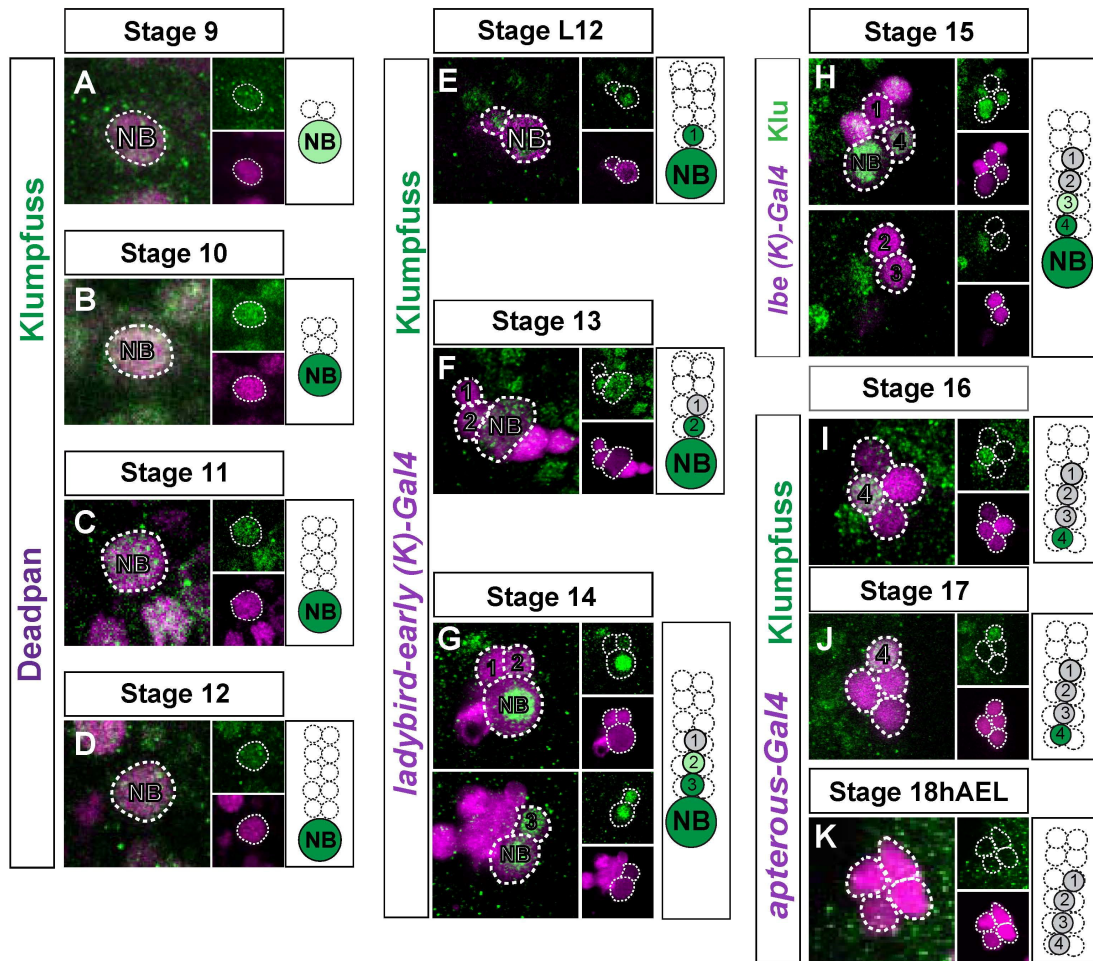 Klumpfuss
Deadpan
Stage 9
A
NB
NB
Stage 10
B
NB
NB
Stage 11
C
NB
NB
Stage 12
D
NB
NB
Klumpfuss
ladybird-early (K)-Gal4
Stage L12
E
NB
1
NB
Stage 13
F
1
2
NB
1
2
NB
Stage 14
G
1
2
NB
3
NB
1
2
3
NB
lbe (K)-Gal4
Klu
Stage 15
H
1
4
NB
2
3
1
2
3
4
NB
Klumpfuss
apterous-Gal4
Stage 16
I
4
1
2
3
4
Stage 17
J
4
1
2
3
4
Stage 18hAEL
K
1
2
3
4